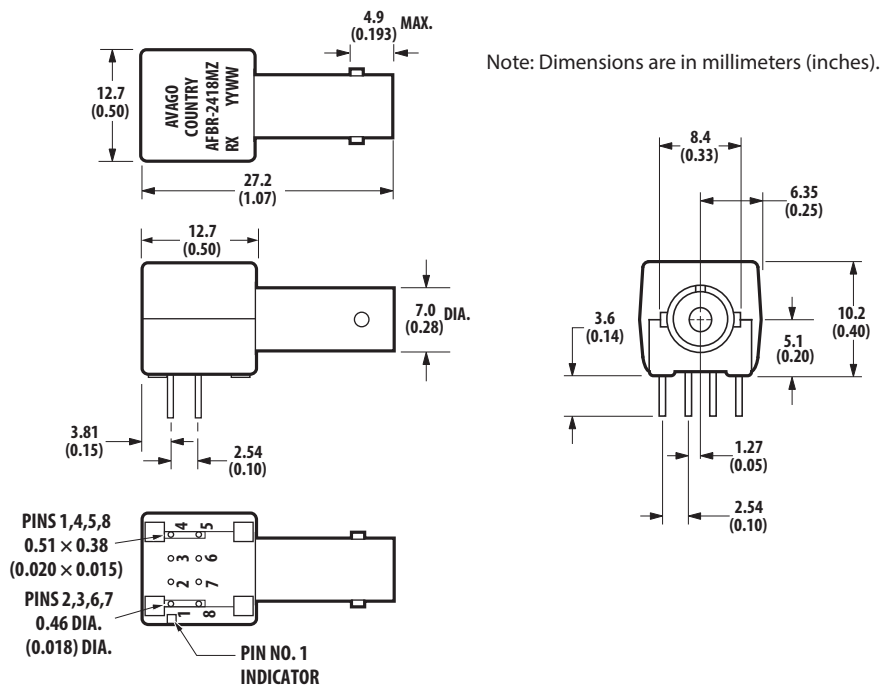 4.9
(0.193) MAX.
Note: Dimensions are in millimeters (inches).
12.7
(0.50)
AVAGO
COUNTRY
AFBR-2418MZ
RX YYWW
27.2
(1.07)
8.4
(0.33)
6.35
(0.25)
12.7
(0.50)
7.0
(0.28) DIA.
3.6
(0.14)
10.2
(0.40)
5.1
(0.20)
3.81
(0.15)
2.54
(0.10)
1.27
(0.05)
2.54
(0.10)
PINS 1,4,5,8
0.51 × 0.38
(0.020 × 0.015)
PINS 2,3,6,7
0.46 DIA.
(0.018) DIA.
4 5
3 6
2 7
1 8
PIN NO. 1
INDICATOR